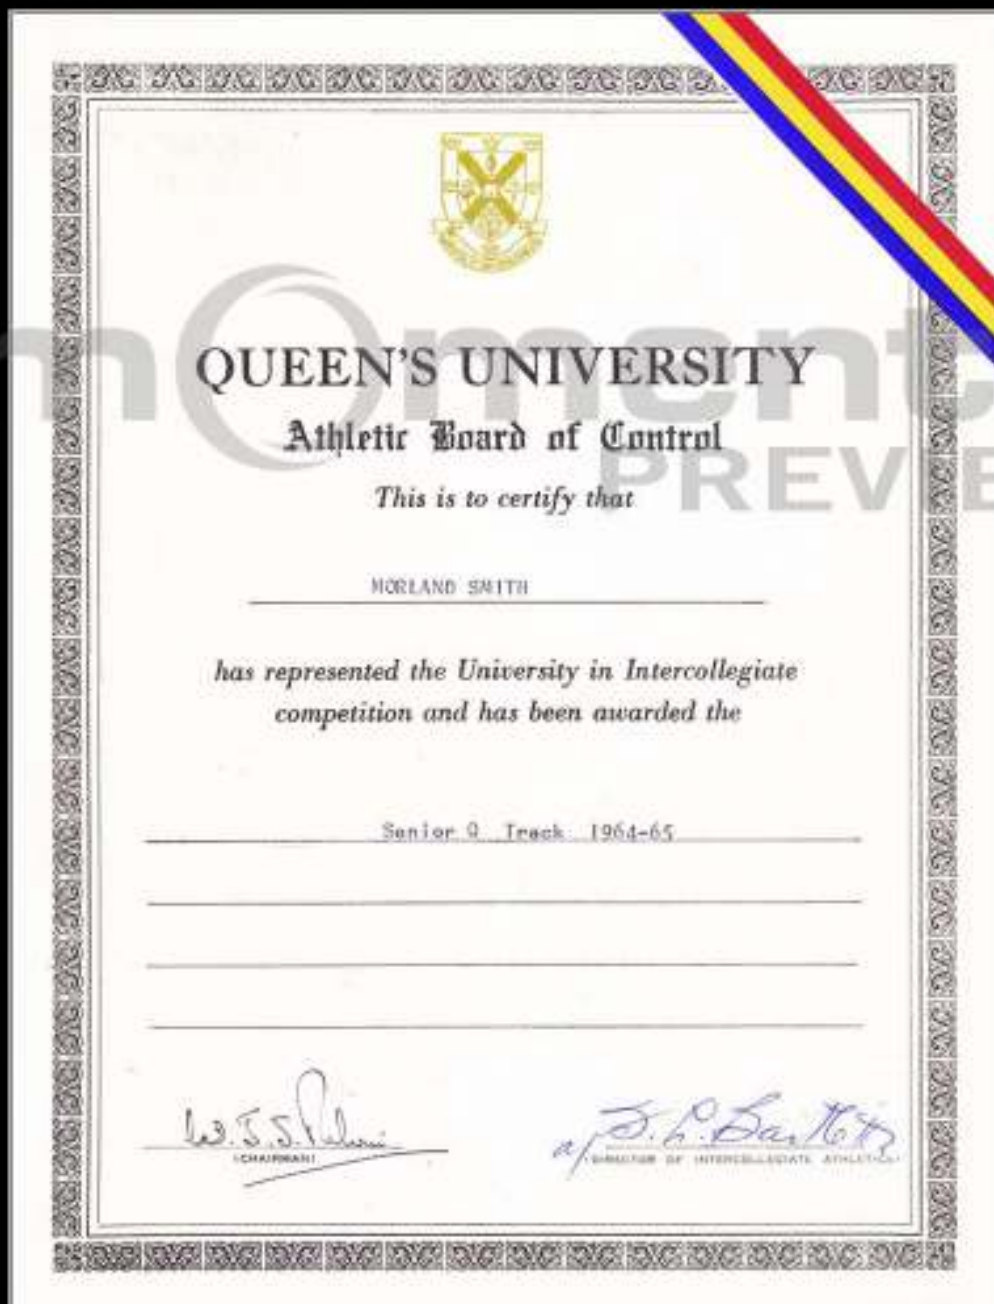 QUEEN'S UNIVERSITY
Athletic Board of Control
This is to certify that
MORLAND SMITH
has represented the University in Intercollegiate
competition and has been awarded the
Senior Q Track 1964-65
W. J. S.
(CHAIRMAN)
(DIRECTOR OF INTERCOLLEGIATE ATHLETICS)
moment
PREVIE